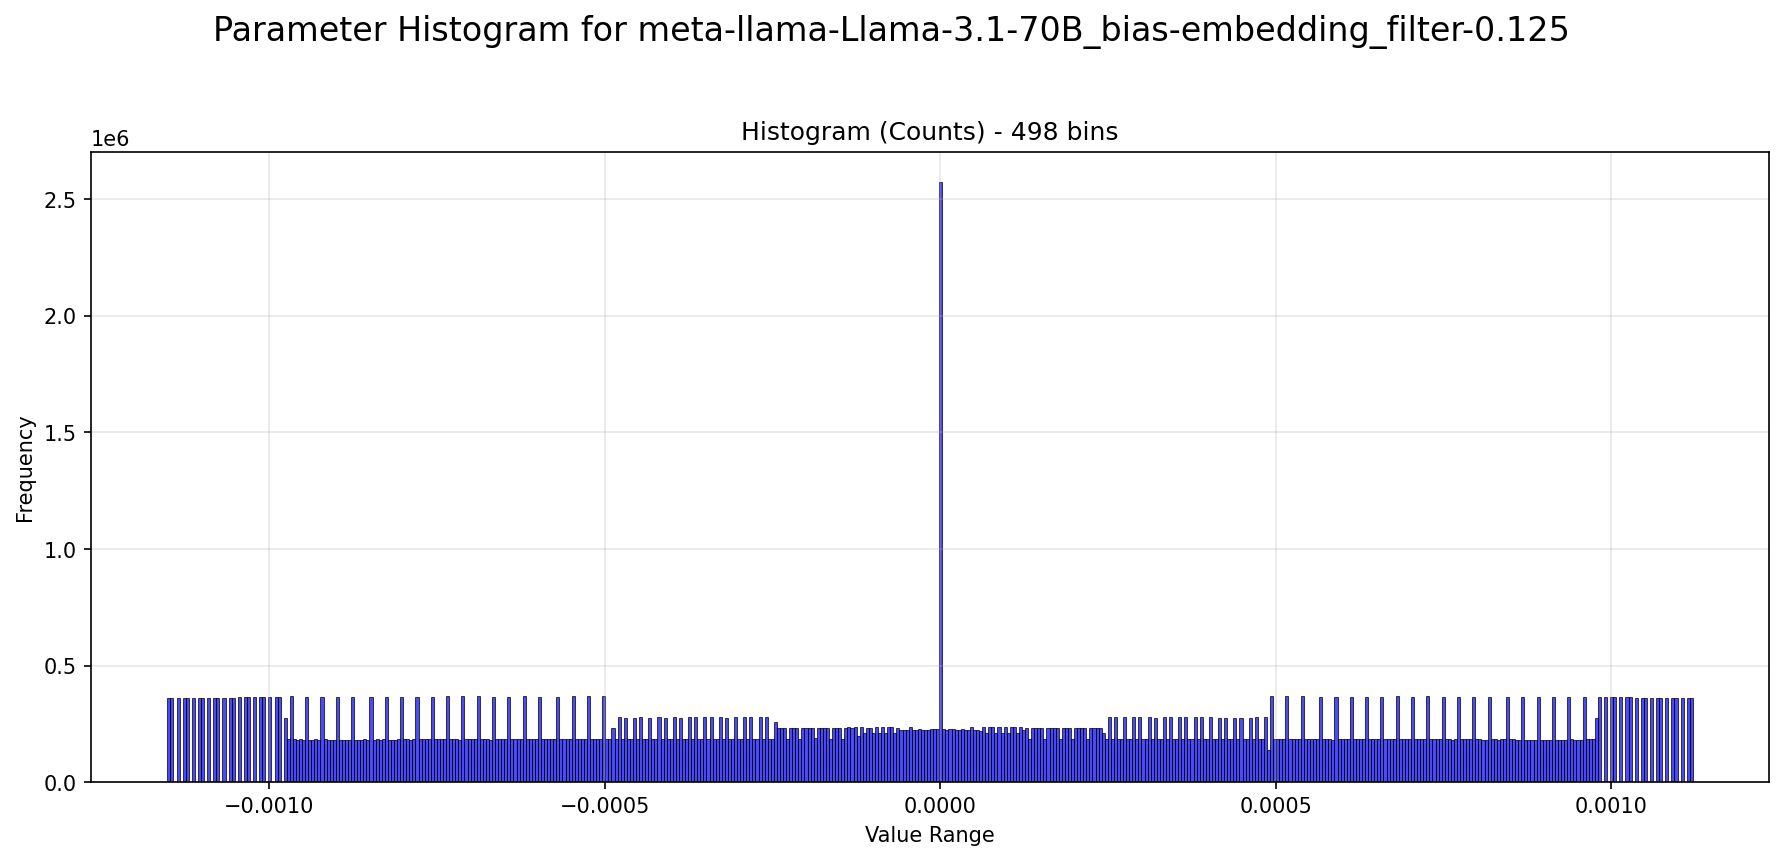 Parameter Histogram for meta-llama-Llama-3.1-70B_bias-embedding_filter-0.125
Histogram (Counts) - 498 bins
1e6
2.5
2.0
1.5
1.0
0.5
0.0
Frequency
−0.0010
−0.0005
0.0000
0.0005
0.0010
Value Range